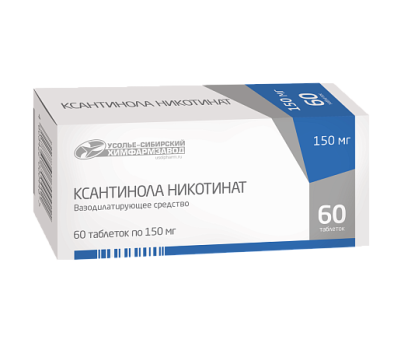 КСАНТИНОЛА НИКОТИНАТ
60
таблеток
150 МГ
УСОЛЬЕ-СИБИРСКИЙ
ХИМФАРМЗАВОД
150 МГ
КСАНТИНОЛА НИКОТИНАТ
Вазодилатирующее средство
60
таблеток
60 таблеток по 150 мг